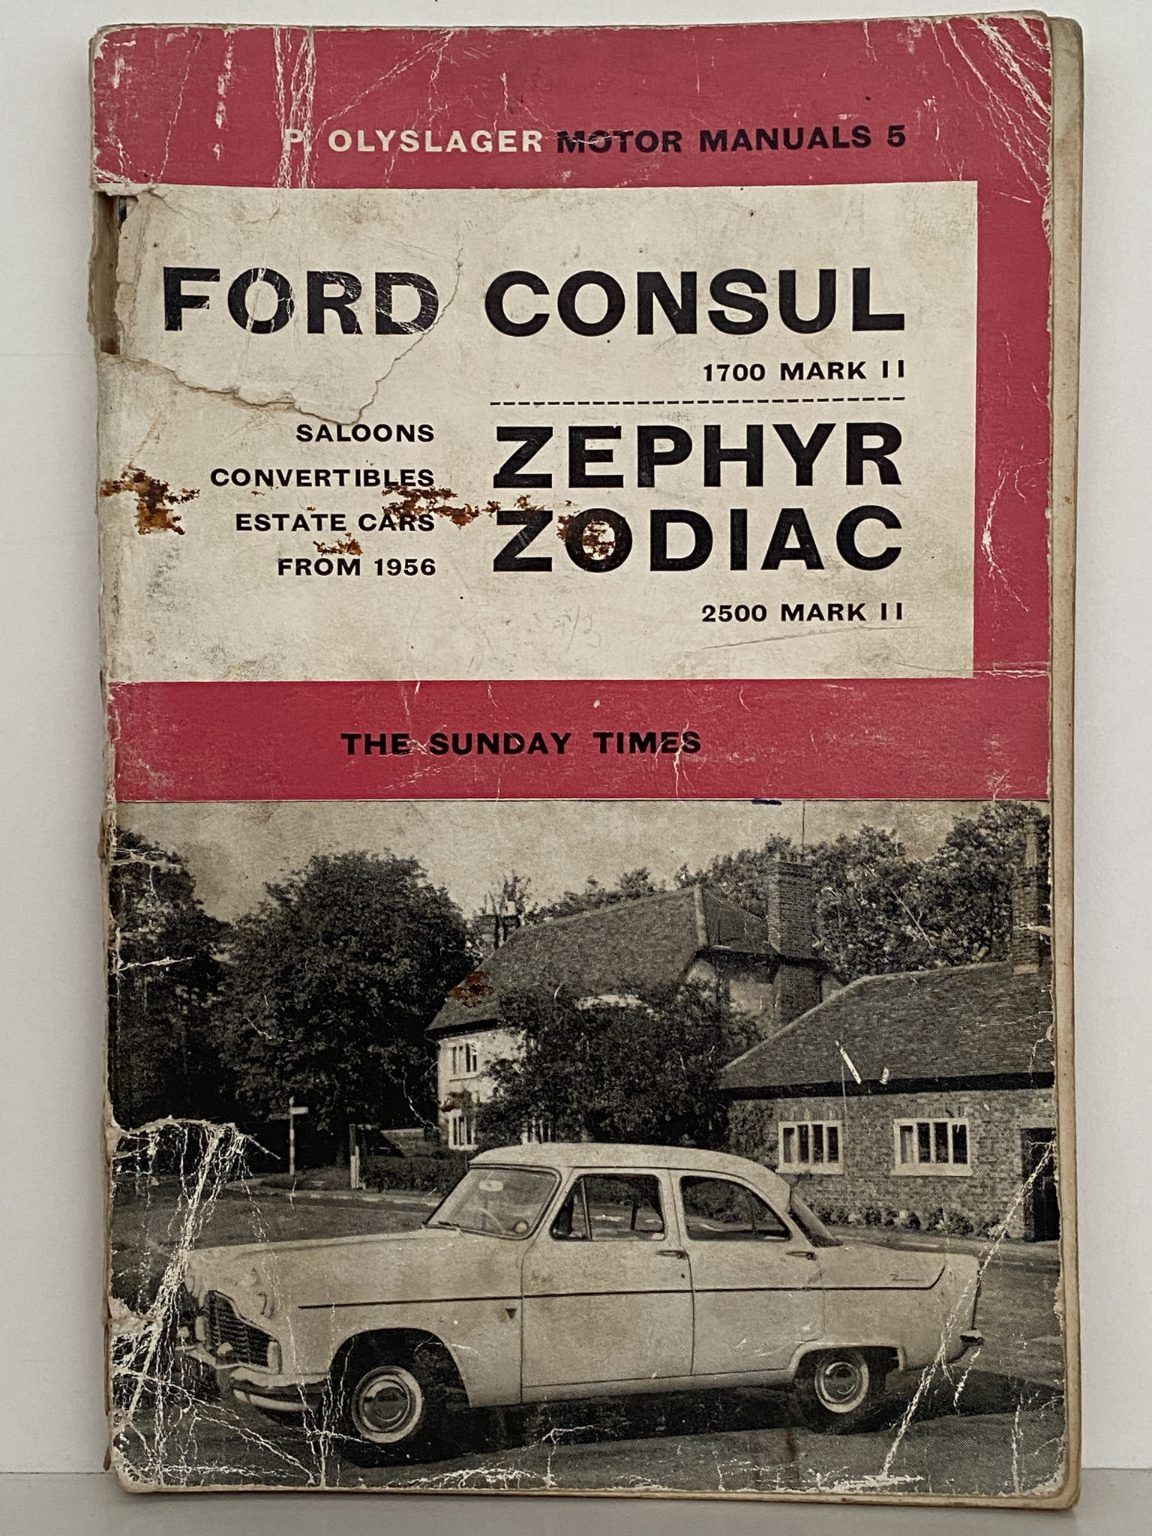 P. OLYSLAGER MOTOR MANUALS 5
FORD CONSUL
1700 MARK II
SALOONS
CONVERTIBLES
ESTATE CARS
FROM 1956
ZEPHYR
ZODIAC
2500 MARK II
THE SUNDAY TIMES